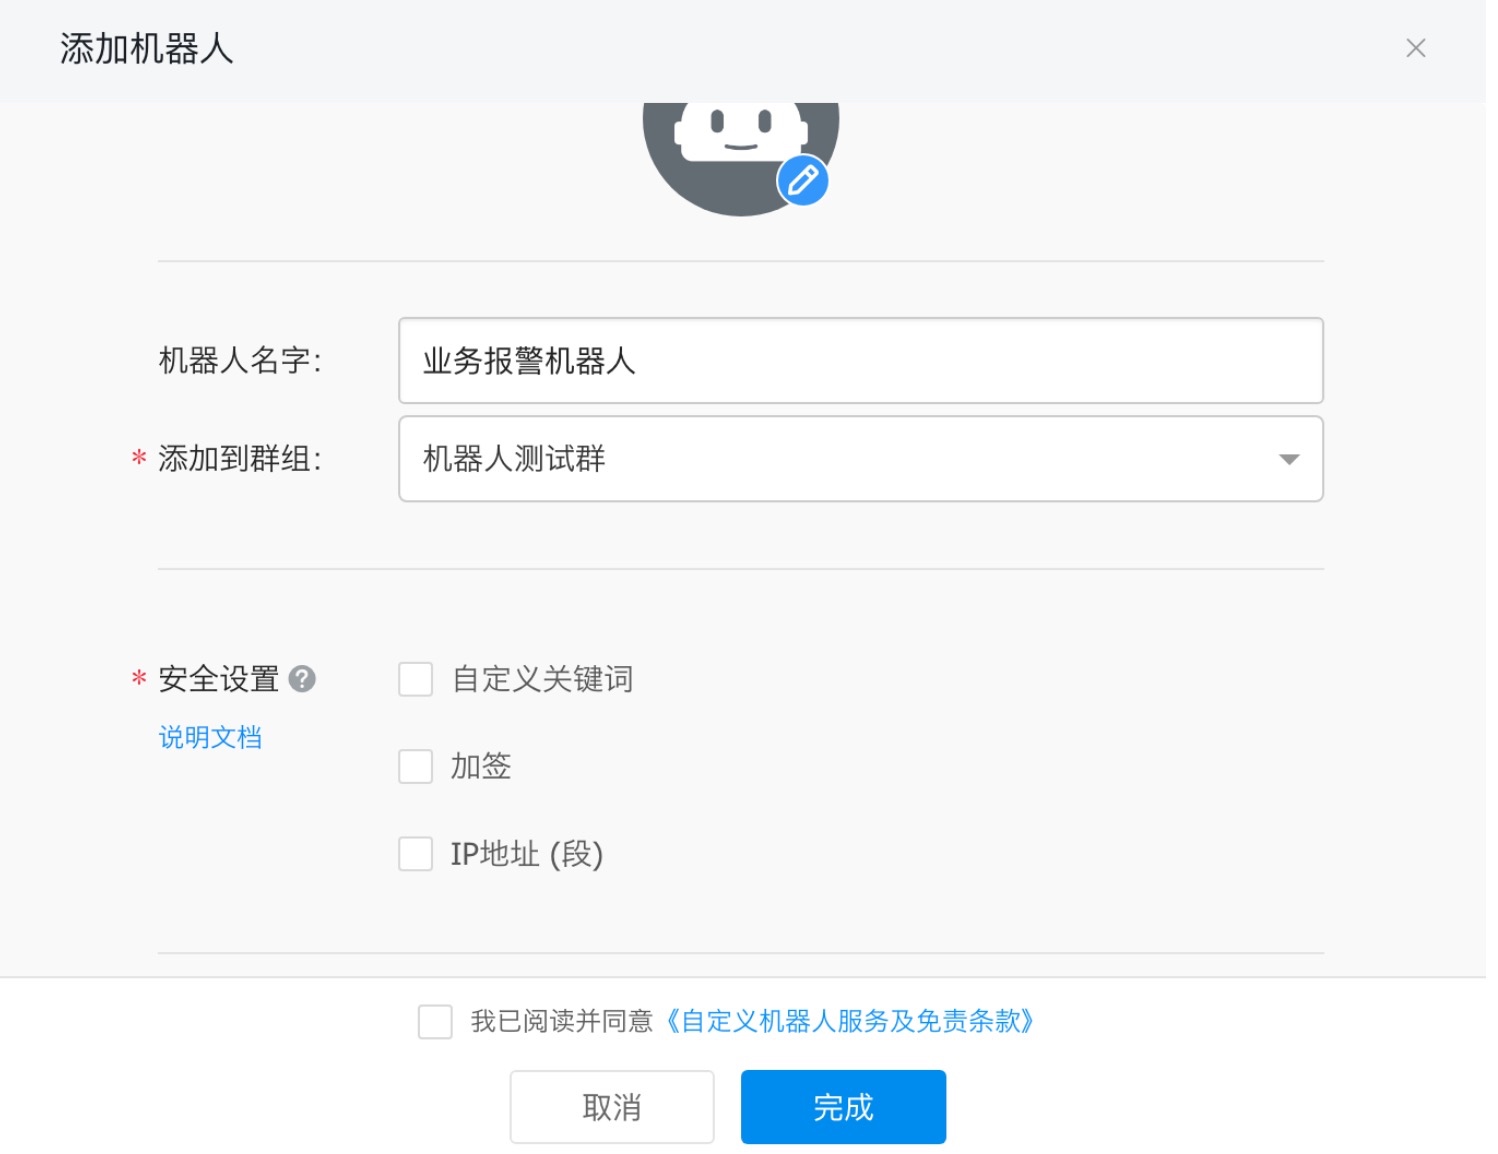 添加机器人
机器人名字:
业务报警机器人
* 添加到群组:
机器人测试群
* 安全设置 ?
自定义关键词
说明文档
加签
IP地址 (段)
我已阅读并同意《自定义机器人服务及免责条款》
取消
完成